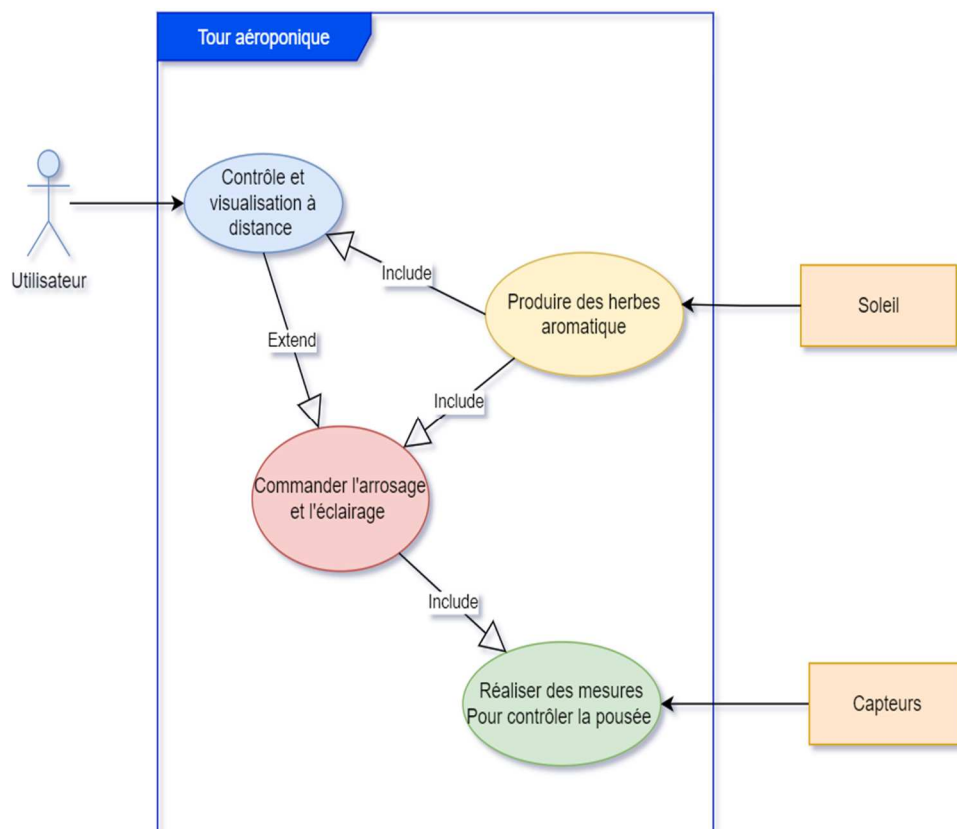 Tour aéroponique
Contrôle et
visualisation à
distance
Utilisateur
Include
Produire des herbes
aromatique
Soleil
Extend
Include
Commander l'arrosage
et l'éclairage
Include
Réaliser des mesures
Pour contrôler la pousée
Capteurs